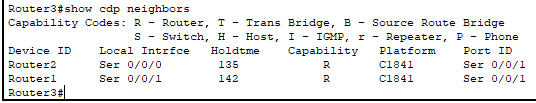 Router3#show cdp neighbors
Capability Codes: R - Router, T - Trans Bridge, B - Source Route Bridge
                  S - Switch, H - Host, I - IGMP, r - Repeater, P - Phone
Device ID    Local Intrfce   Holdtme    Capability   Platform    Port ID
Router2      Ser 0/0/0        135            R       C1841       Ser 0/0/1
Router1      Ser 0/0/1        142            R       C1841       Ser 0/0/1
Router3#